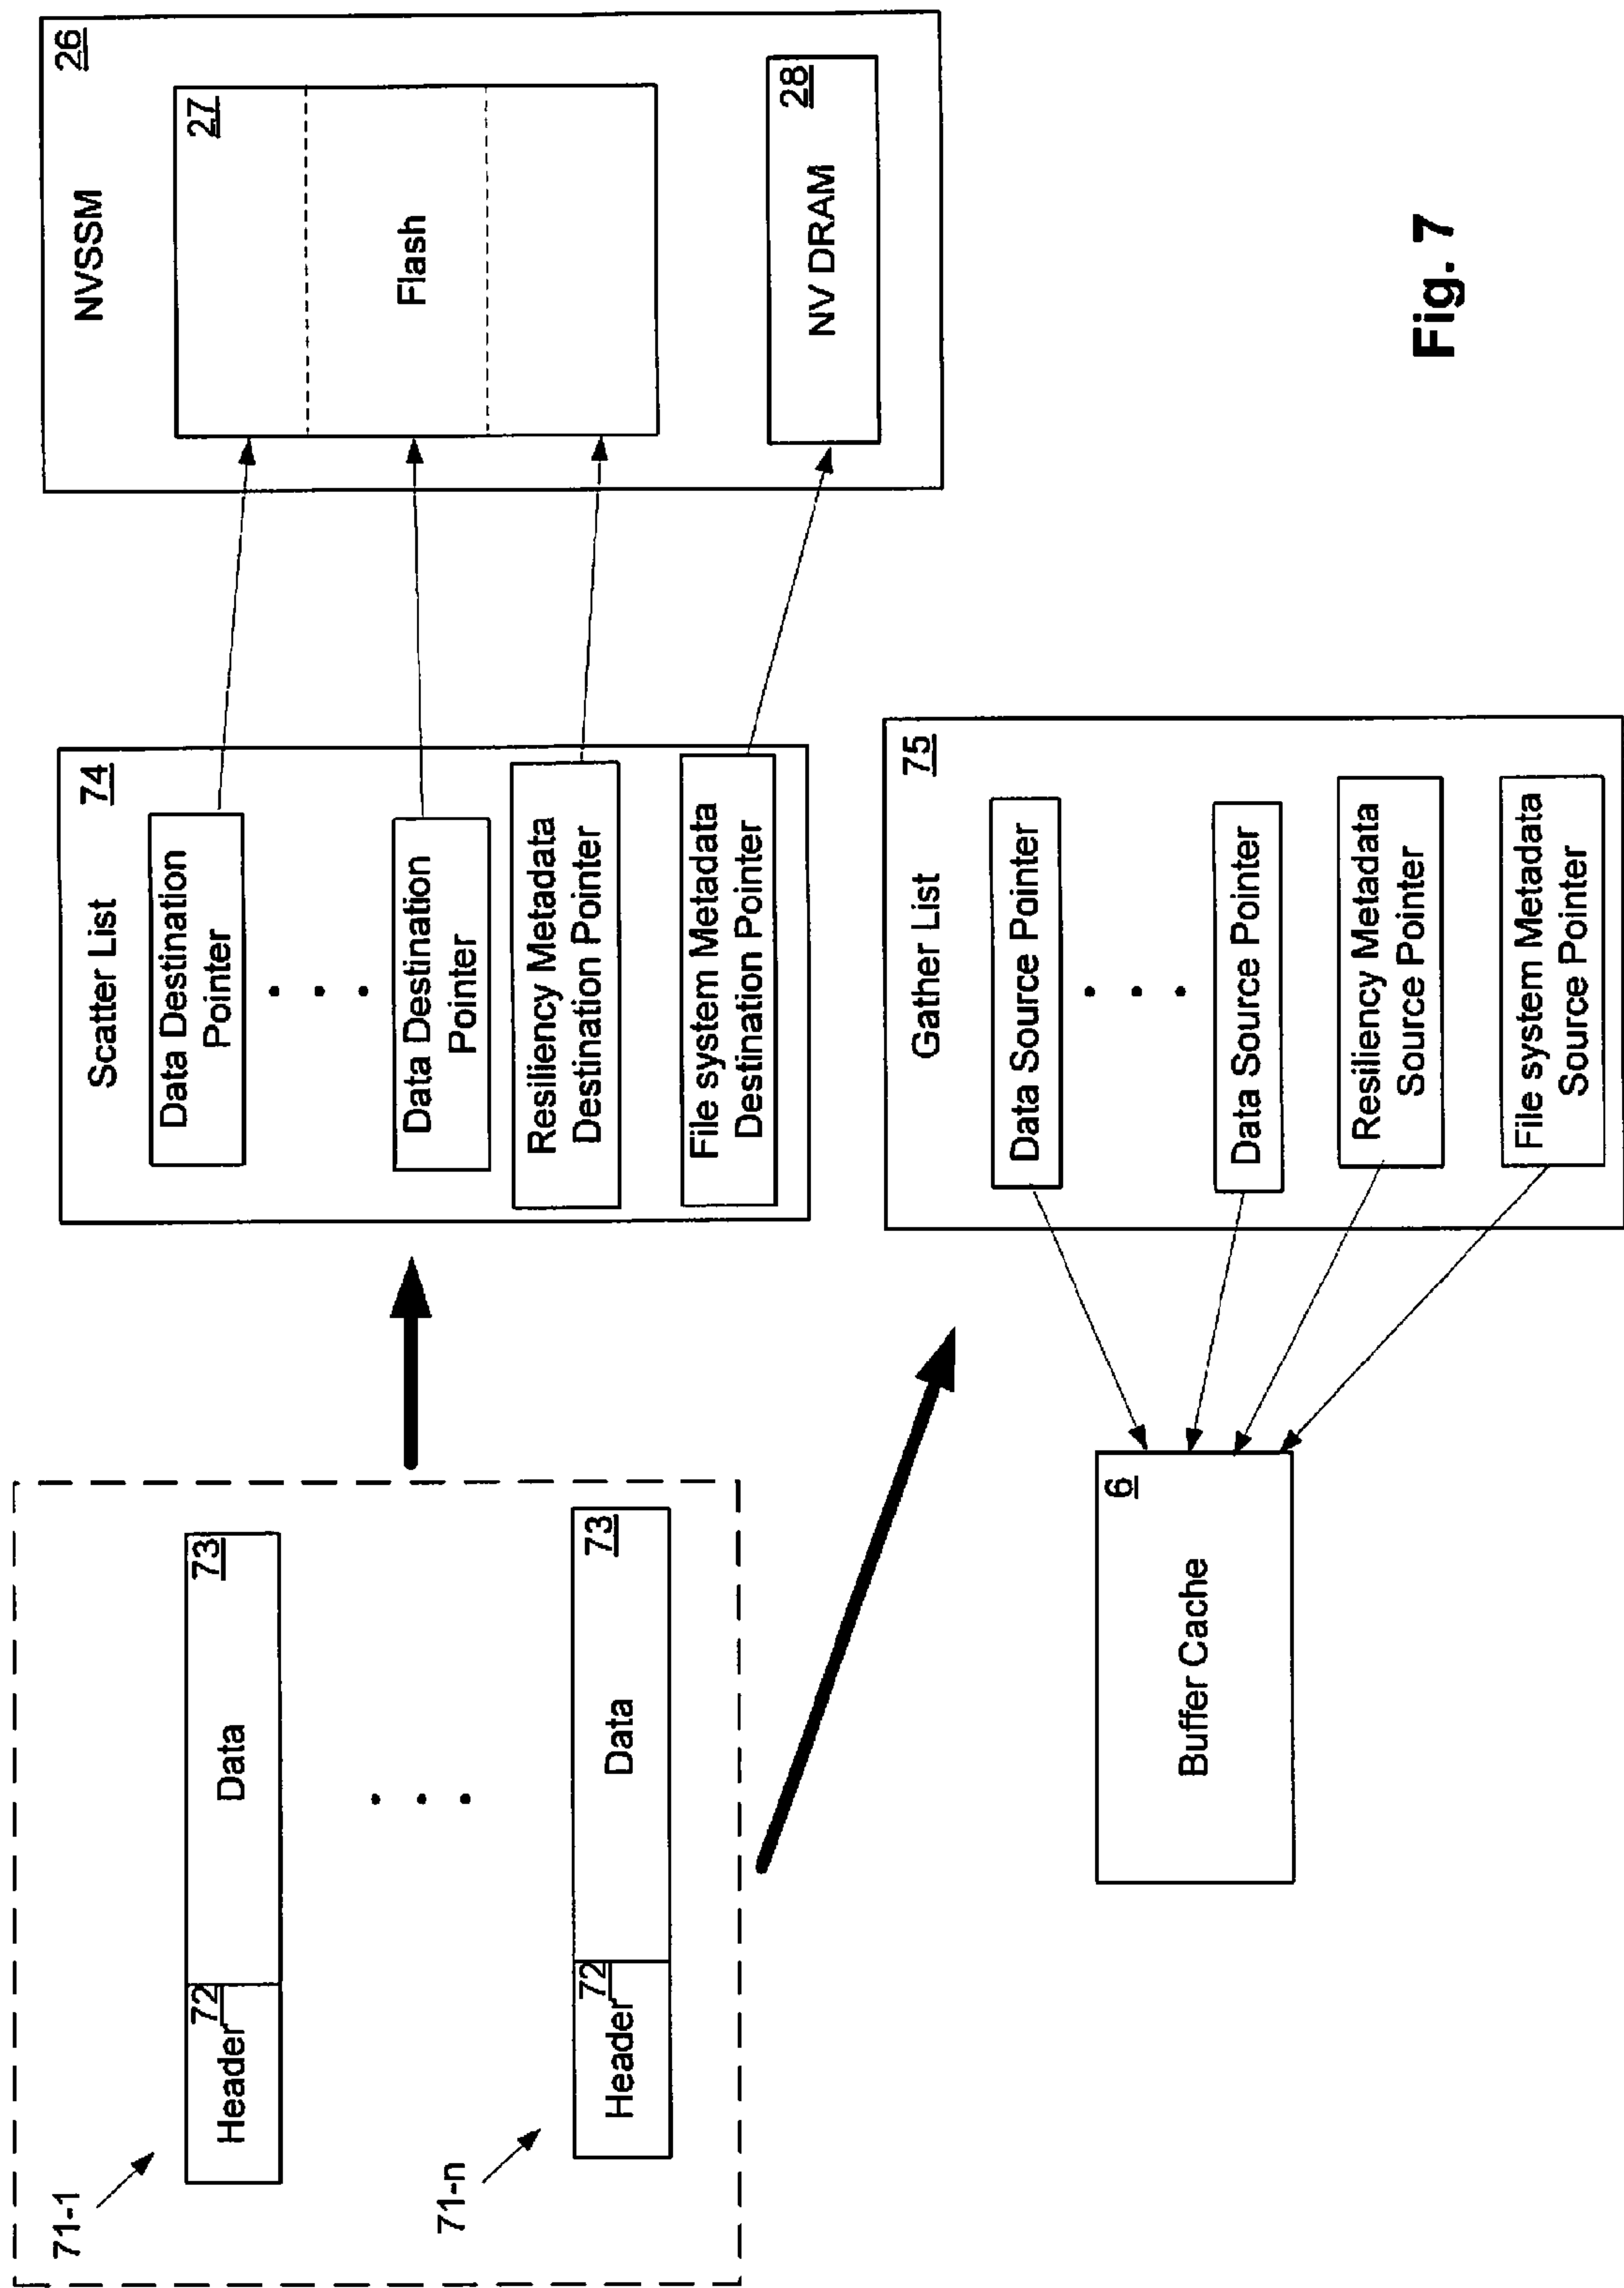 71-1
Header
72
Data
73
71-n
Header
72
Data
73
Scatter List
74
Data Destination
Pointer
Data Destination
Pointer
Resiliency Metadata
Destination Pointer
File system Metadata
Destination Pointer
NVSSM
26
27
Flash
28
NV DRAM
6
Buffer Cache
Gather List
75
Data Source Pointer
Data Source Pointer
Resiliency Metadata
Source Pointer
File system Metadata
Source Pointer
Fig. 7